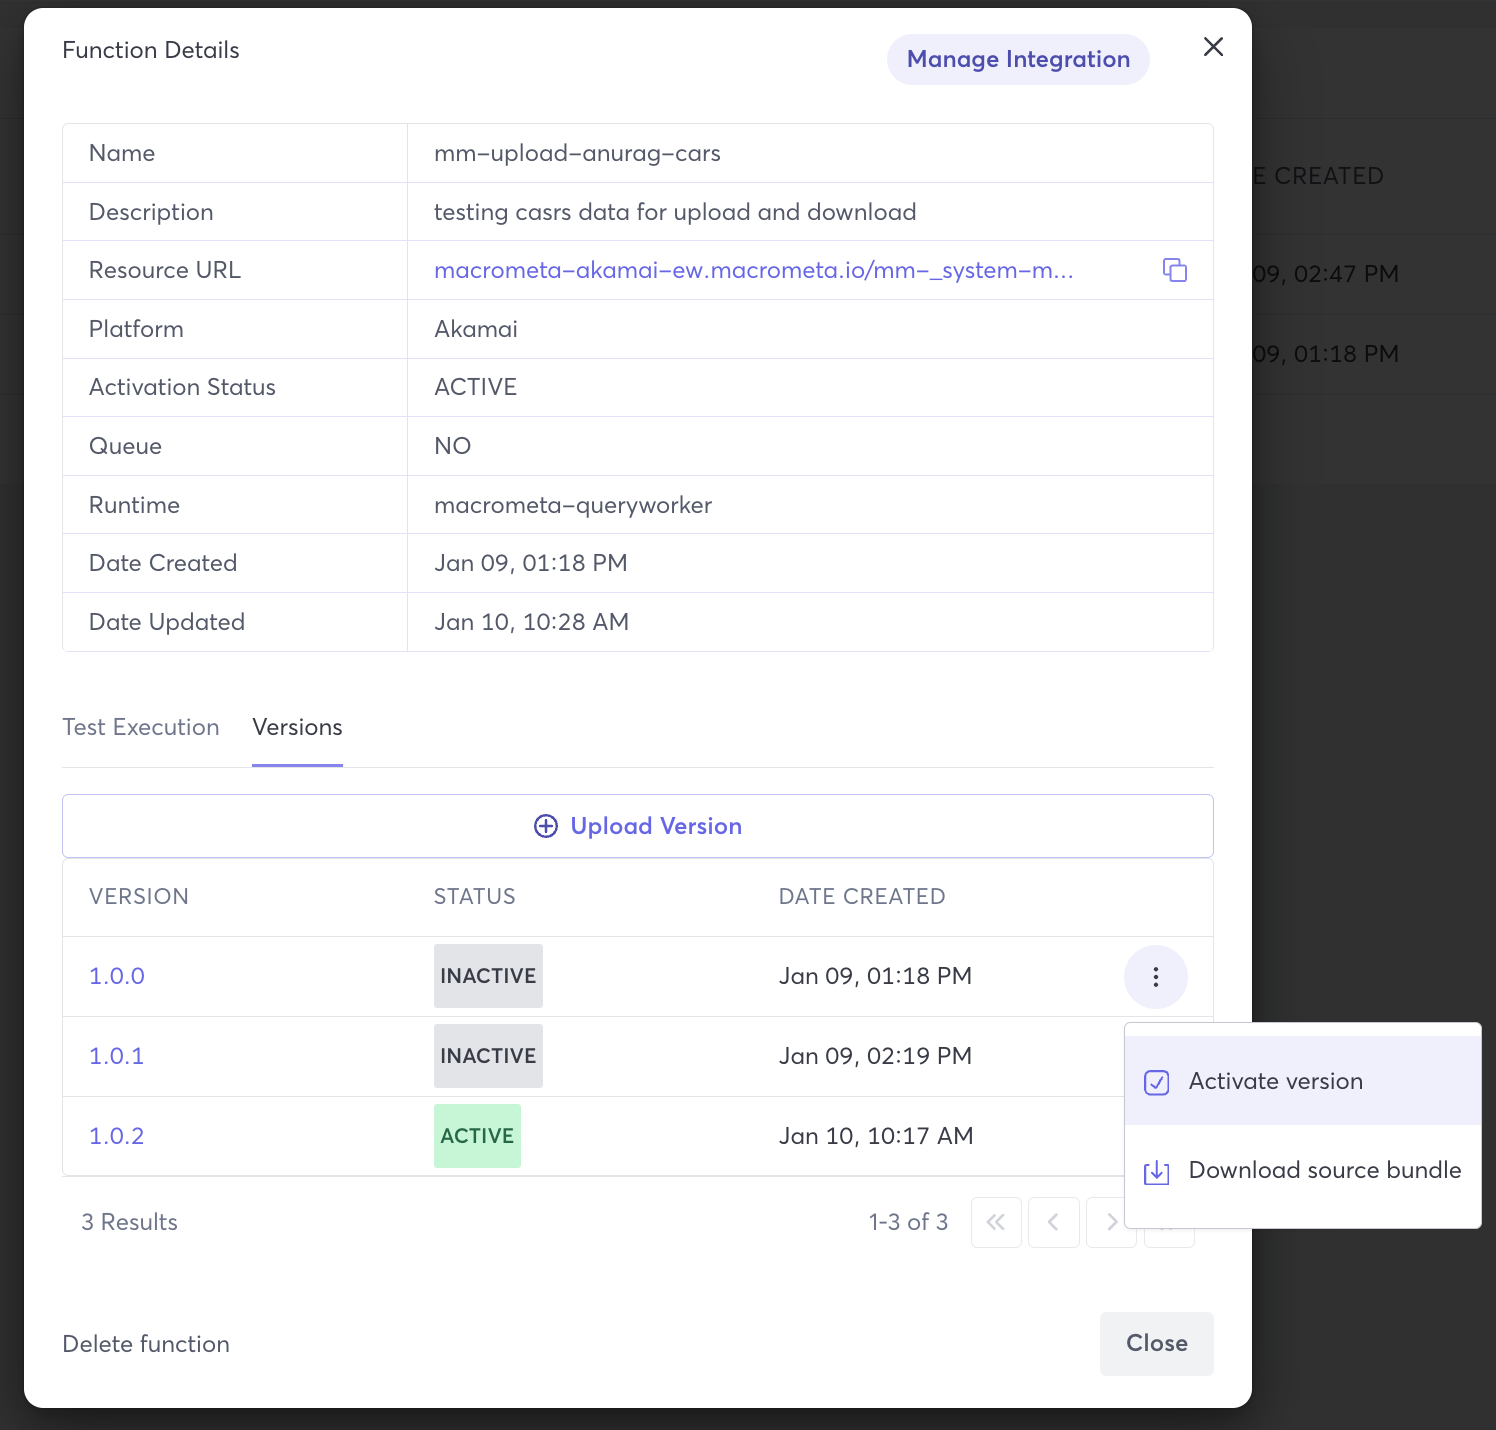 Function Details
Manage Integration
Name
mm-upload-anurag-cars
Description
testing casrs data for upload and download
Resource URL
macrometa-akamai-ew.macrometa.io/mm-_system-m...
Platform
Akamai
Activation Status
ACTIVE
Queue
NO
Runtime
macrometa-queryworker
Date Created
Jan 09, 01:18 PM
Date Updated
Jan 10, 10:28 AM
E CREATED
09, 02:47 PM
09, 01:18 PM
Test Execution
Versions
Upload Version
VERSION
STATUS
DATE CREATED
1.0.0
INACTIVE
Jan 09, 01:18 PM
1.0.1
INACTIVE
Jan 09, 02:19 PM
1.0.2
ACTIVE
Jan 10, 10:17 AM
Activate version
Download source bundle
3 Results
1-3 of 3
Delete function
Close